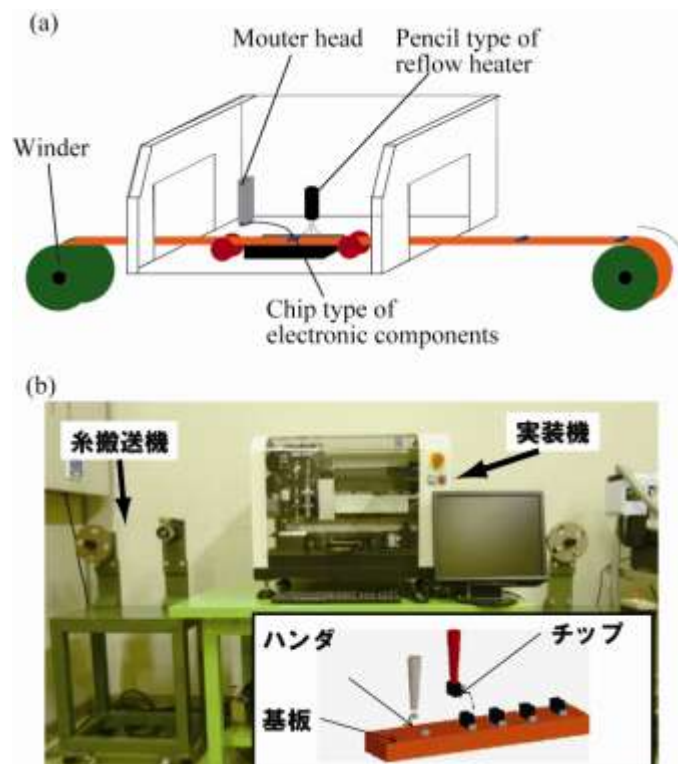 (a)
Mouter head
Pencil type of
reflow heater
Winder
Chip type of
electronic components
(b)
糸搬送機
実装機
ハンダ
チップ
基板